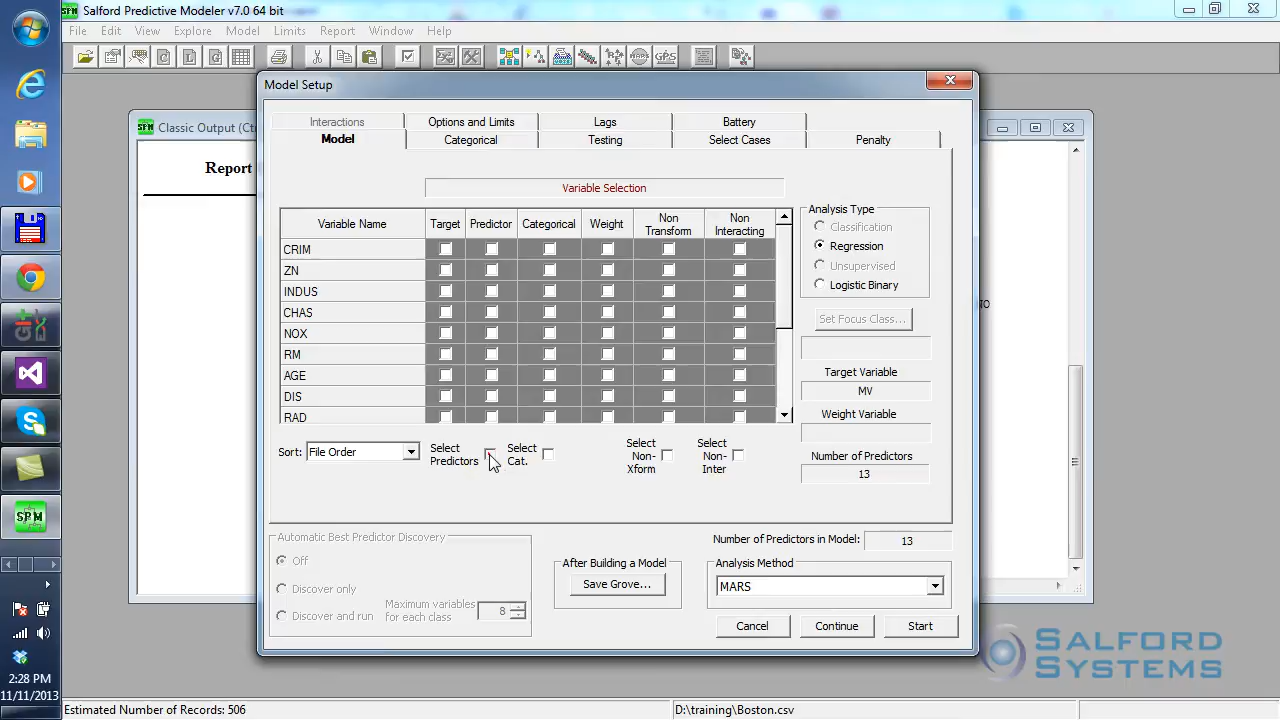 Salford Predictive Modeler v7.0 64 bit
File Edit View Explore Model Limits Report Window Help
Model Setup
Classic Output (Ct
Report
Interactions Options and Limits Lags Battery
Model Categorical Testing Select Cases Penalty
Variable Selection
Variable Name Target Predictor Categorical Weight Non Transform Non Interacting
CRIM
ZN
INDUS
CHAS
NOX
RM
AGE
DIS
RAD
Analysis Type
Classification
Regression
Unsupervised
Logistic Binary
Set Focus Class...
Target Variable
MV
Weight Variable
Number of Predictors
13
Sort: File Order
Select Predictors
Select Cat.
Select Non-Xform
Select Non-Inter
Automatic Best Predictor Discovery
Off
Discover only
Discover and run
Maximum variables for each class 8
Number of Predictors in Model: 13
After Building a Model
Save Grove...
Analysis Method
MARS
Cancel Continue Start
SALFORD
SYSTEMS
SPM
2:28 PM
11/11/2013
Estimated Number of Records: 506
D:\training\Boston.csv